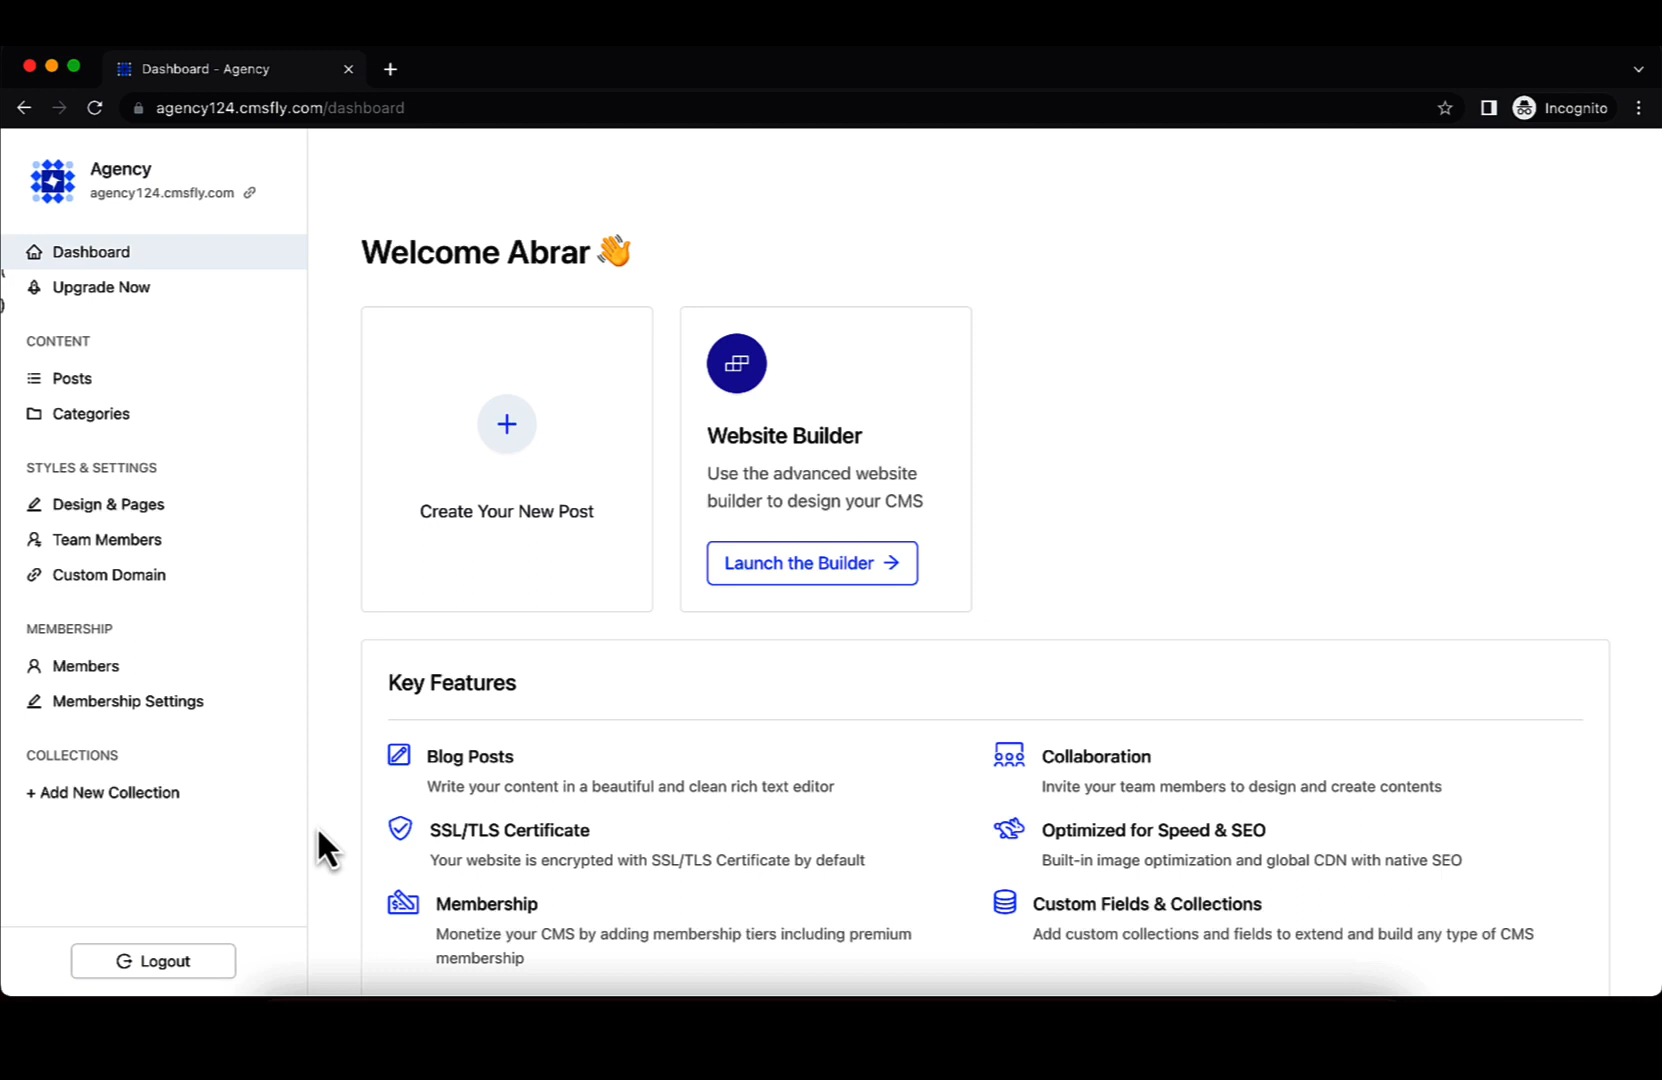 Dashboard - Agency
agency124.cmsfly.com/dashboard
Incognito
Agency
agency124.cmsfly.com
Dashboard
Upgrade Now
CONTENT
Posts
Categories
STYLES & SETTINGS
Design & Pages
Team Members
Custom Domain
MEMBERSHIP
Members
Membership Settings
COLLECTIONS
+ Add New Collection
Logout
Welcome Abrar 👋
Create Your New Post
Website Builder
Use the advanced website
builder to design your CMS
Launch the Builder →
Key Features
Blog Posts
Write your content in a beautiful and clean rich text editor
SSL/TLS Certificate
Your website is encrypted with SSL/TLS Certificate by default
Membership
Monetize your CMS by adding membership tiers including premium
membership
Collaboration
Invite your team members to design and create contents
Optimized for Speed & SEO
Built-in image optimization and global CDN with native SEO
Custom Fields & Collections
Add custom collections and fields to extend and build any type of CMS